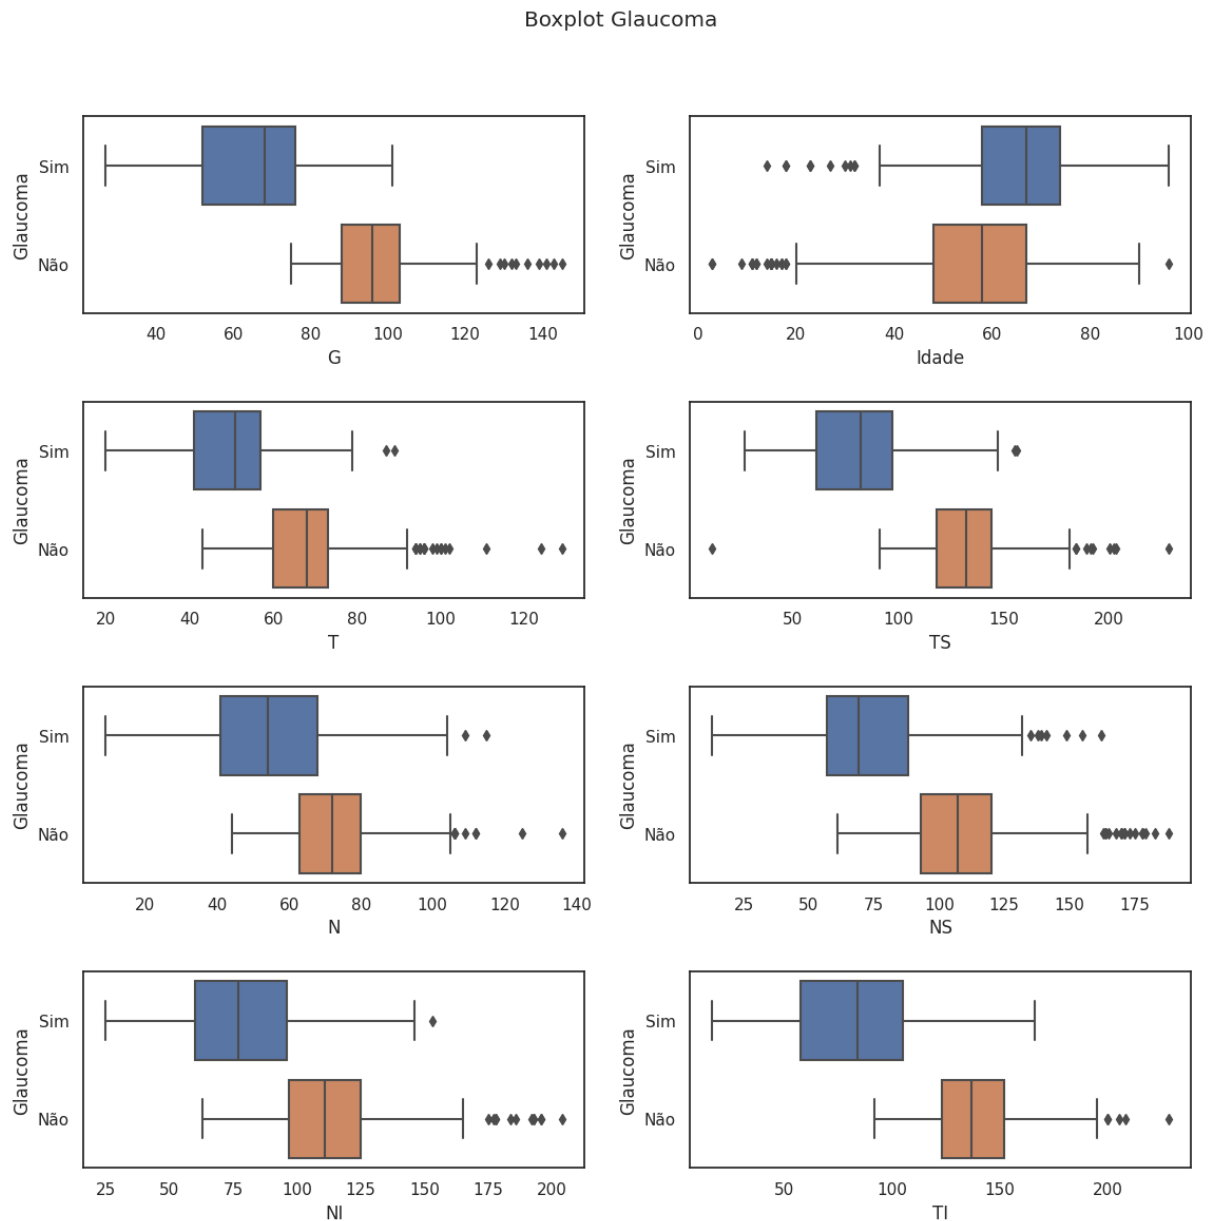 Boxplot Glaucoma
Glaucoma
Sim
Não
40 60 80 100 120 140
G
Glaucoma
Sim
Não
0 20 40 60 80 100
Idade
Glaucoma
Sim
Não
20 40 60 80 100 120
T
Glaucoma
Sim
Não
50 100 150 200
TS
Glaucoma
Sim
Não
20 40 60 80 100 120 140
N
Glaucoma
Sim
Não
25 50 75 100 125 150 175
NS
Glaucoma
Sim
Não
25 50 75 100 125 150 175 200
NI
Glaucoma
Sim
Não
50 100 150 200
TI